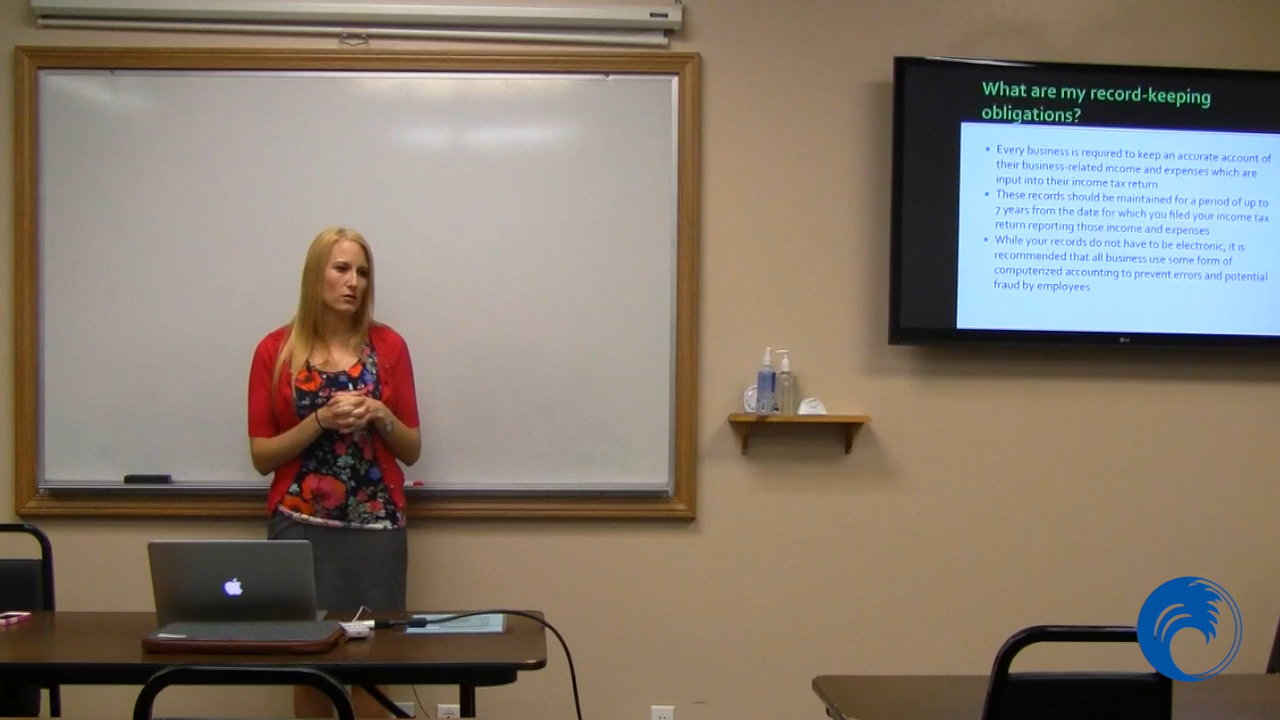 What are my record-keeping
obligations?
Every business is required to keep an accurate account of
their business-related income and expenses which are
input into their income tax return
These records should be maintained for a period of up to
7 years from the date for which you filed your income tax
return reporting those income and expenses
While your records do not have to be electronic, it is
recommended that all business use some form of
computerized accounting to prevent errors and potential
fraud by employees
LG